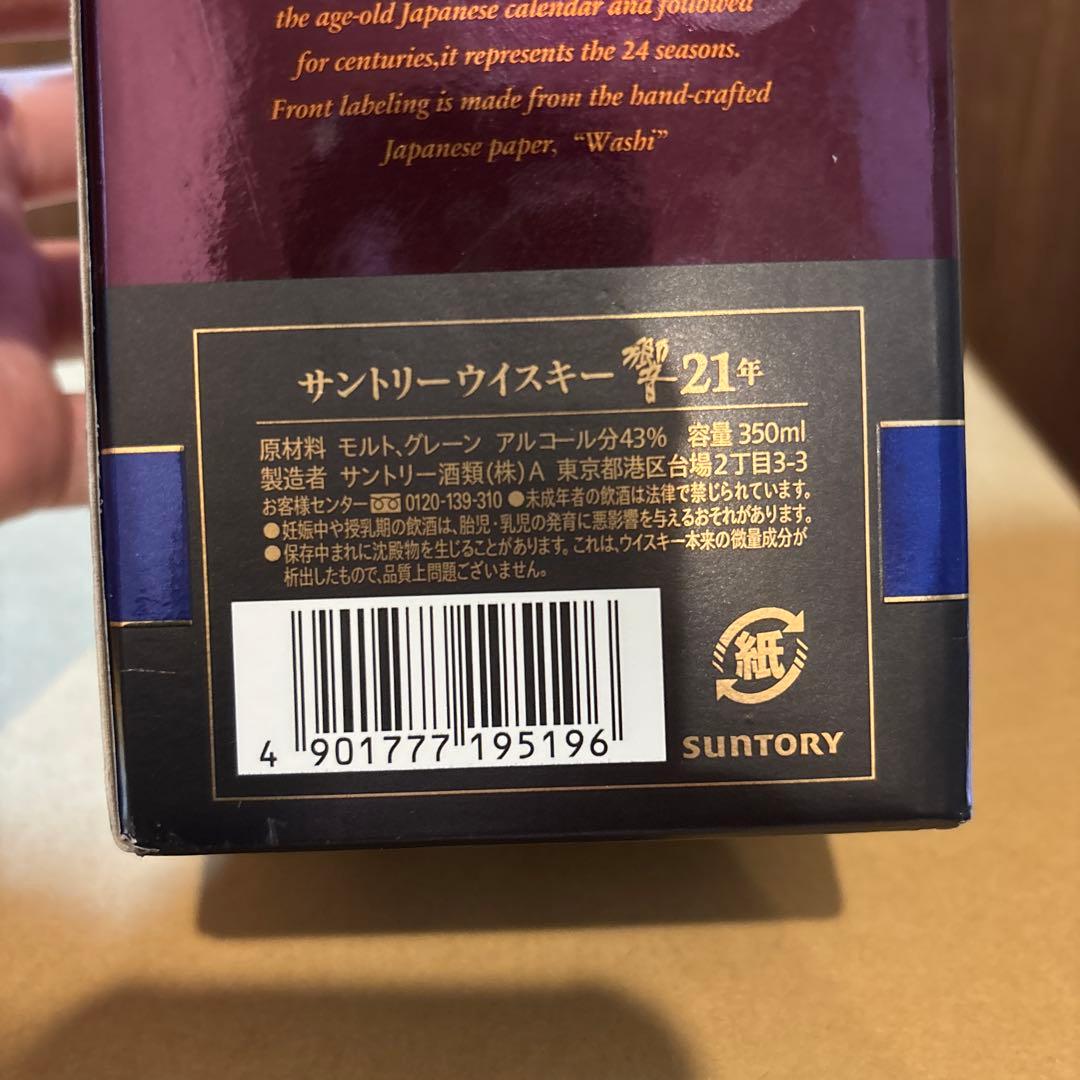 the age-old Japanese calendar and followed
for centuries,it represents the 24 seasons.
Front labeling is made from the hand-crafted
Japanese paper, “Washi”
サントリーウイスキー 響 21年
原材料 モルト、グレーン アルコール分43% 容量 350ml
製造者 サントリー酒類(株)A 東京都港区台場2丁目3-3
お客様センター 0120-139-310 ●未成年者の飲酒は法律で禁じられています。
●妊娠中や授乳期の飲酒は、胎児・乳児の発育に悪影響を与えるおそれがあります。
●保存中まれに沈殿物を生じることがあります。これは、ウイスキー本来の微量成分が
析出したもので、品質上問題ございません。
紙
4 901777 195196
SUNTORY